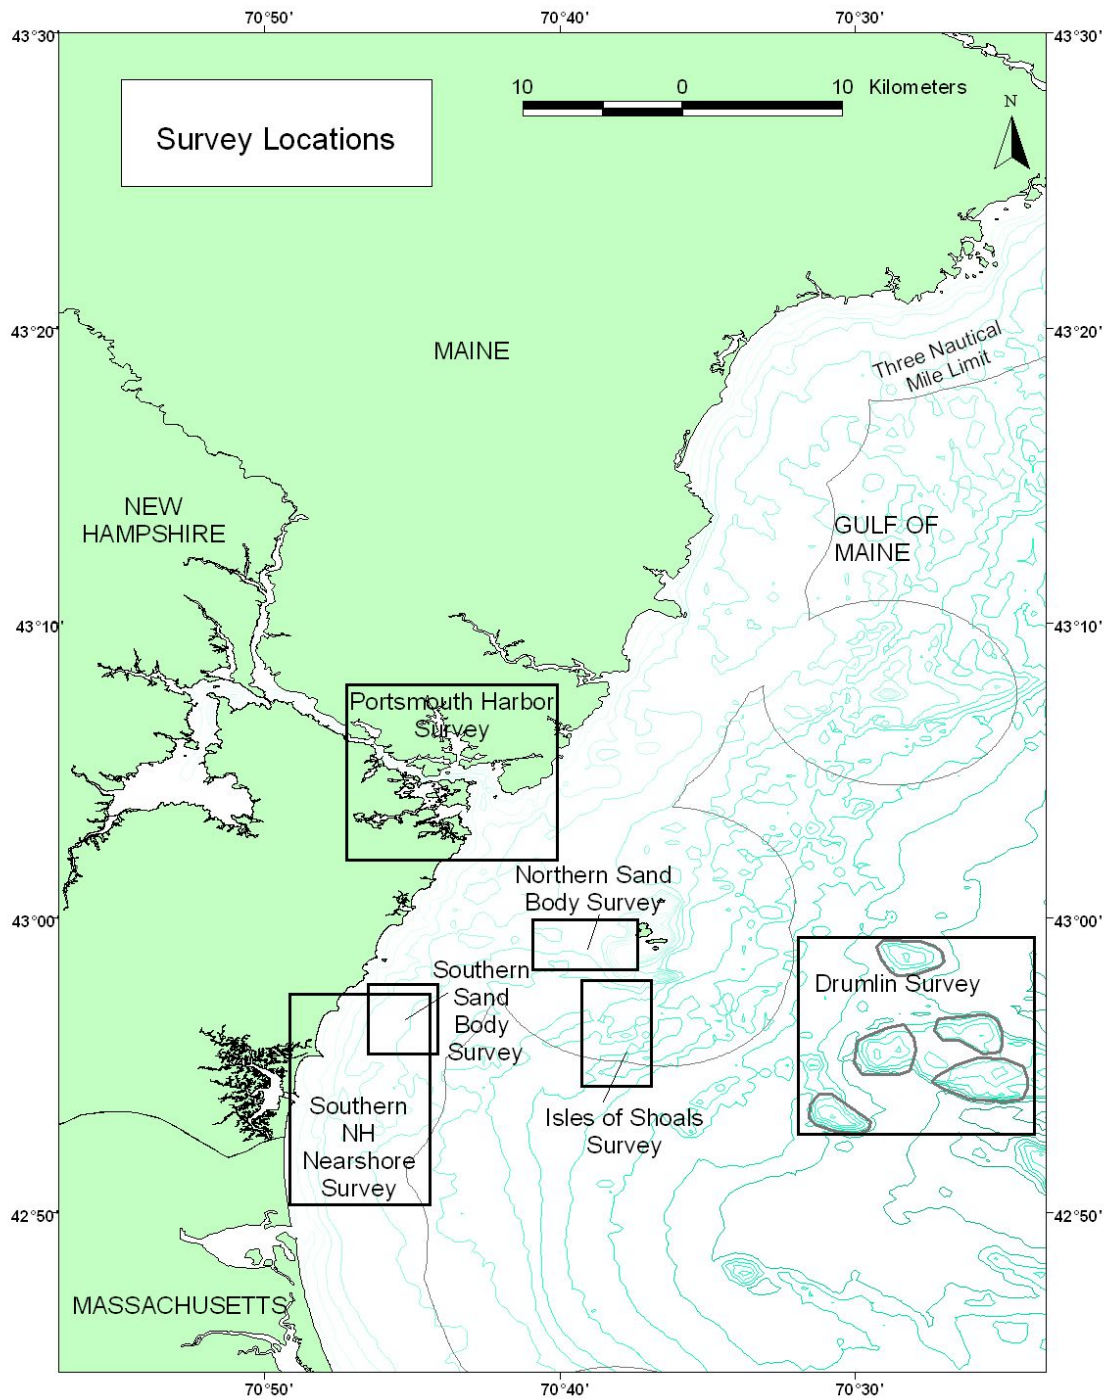 70°50' 70°40' 70°30'
43°30' 43°30'
10 0 10 Kilometers
N
Survey Locations
43°20' 43°20'
Three Nautical
Mile Limit
MAINE
NEW
HAMPSHIRE
GULF OF
MAINE
43°10' 43°10'
Portsmouth Harbor
Survey
Northern Sand
Body Survey
43°00' 43°00'
Southern
Sand
Body
Survey
Drumlin Survey
Southern
NH
Nearshore
Survey
Isles of Shoals
Survey
42°50' 42°50'
MASSACHUSETTS
70°50' 70°40' 70°30'